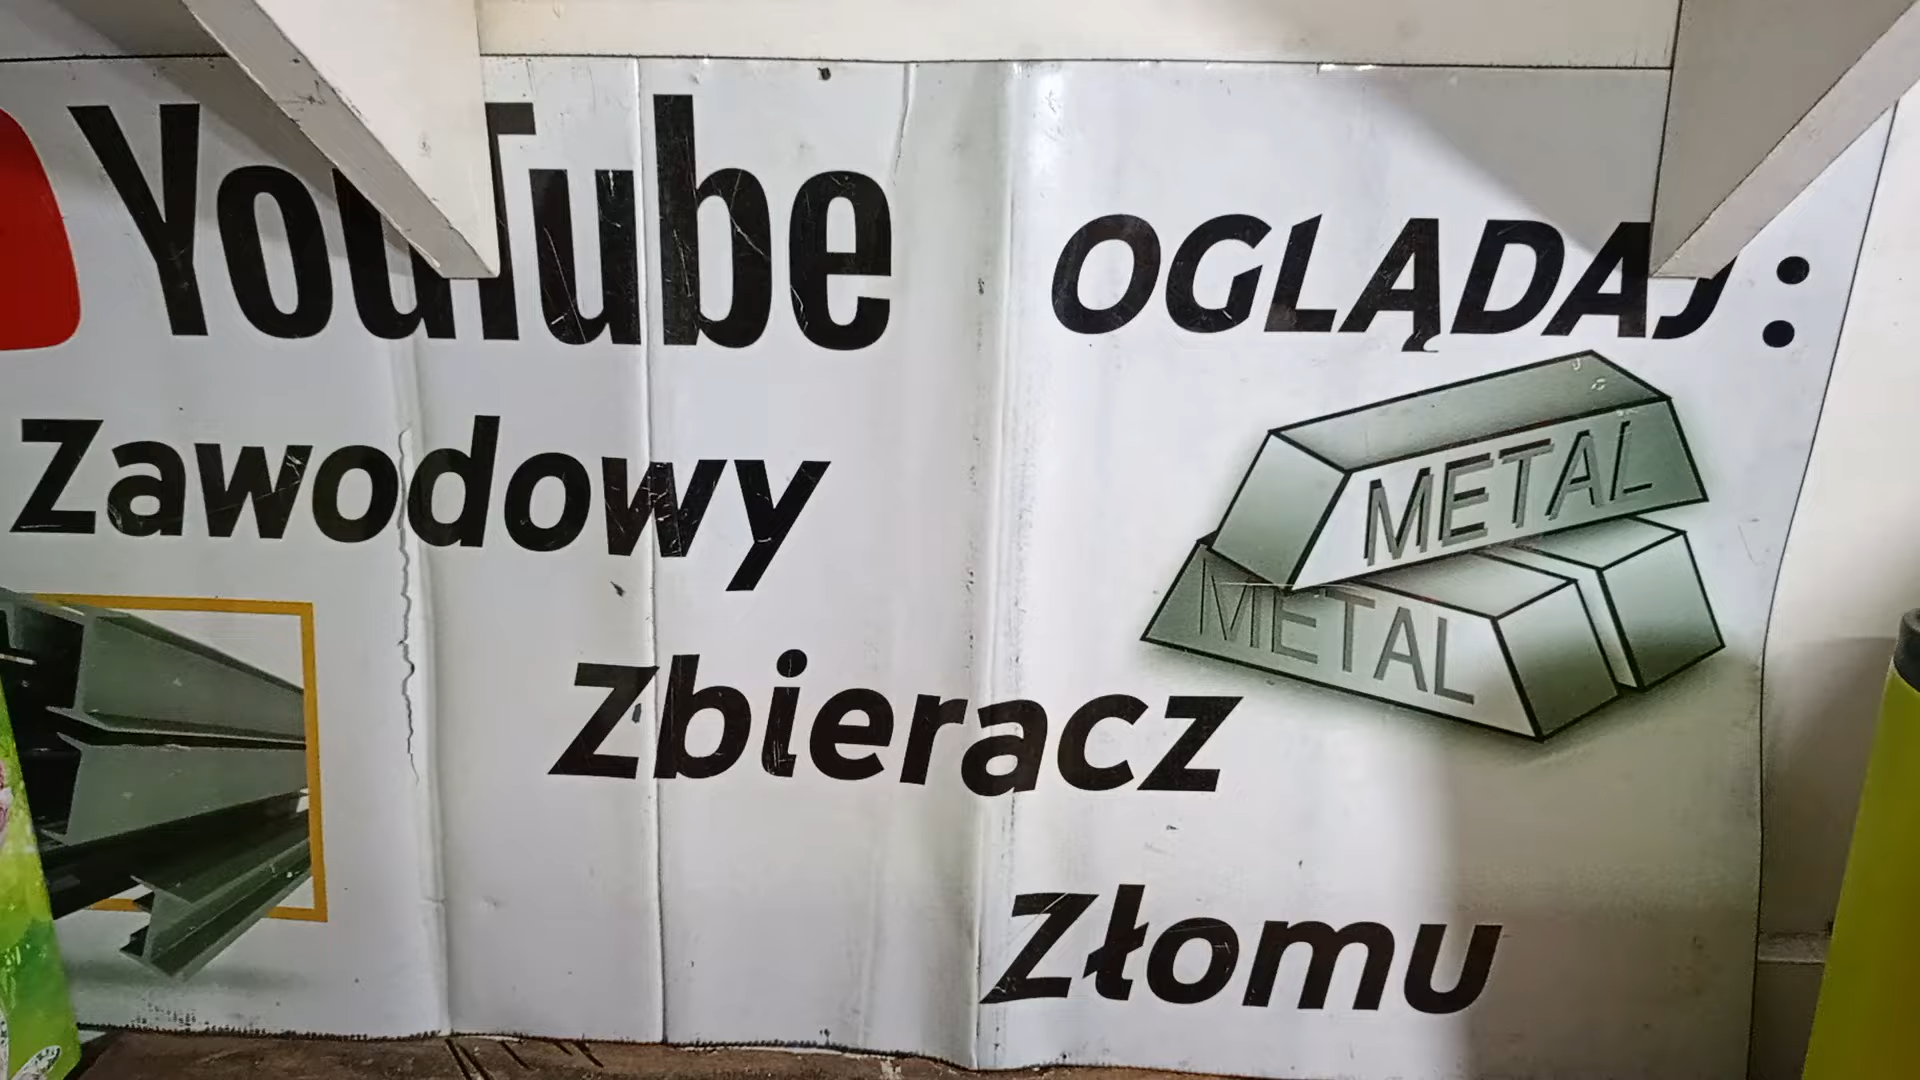 YouTube OGLĄDAJ:
METAL
Zawodowy
METAL
Zbieracz
Złomu